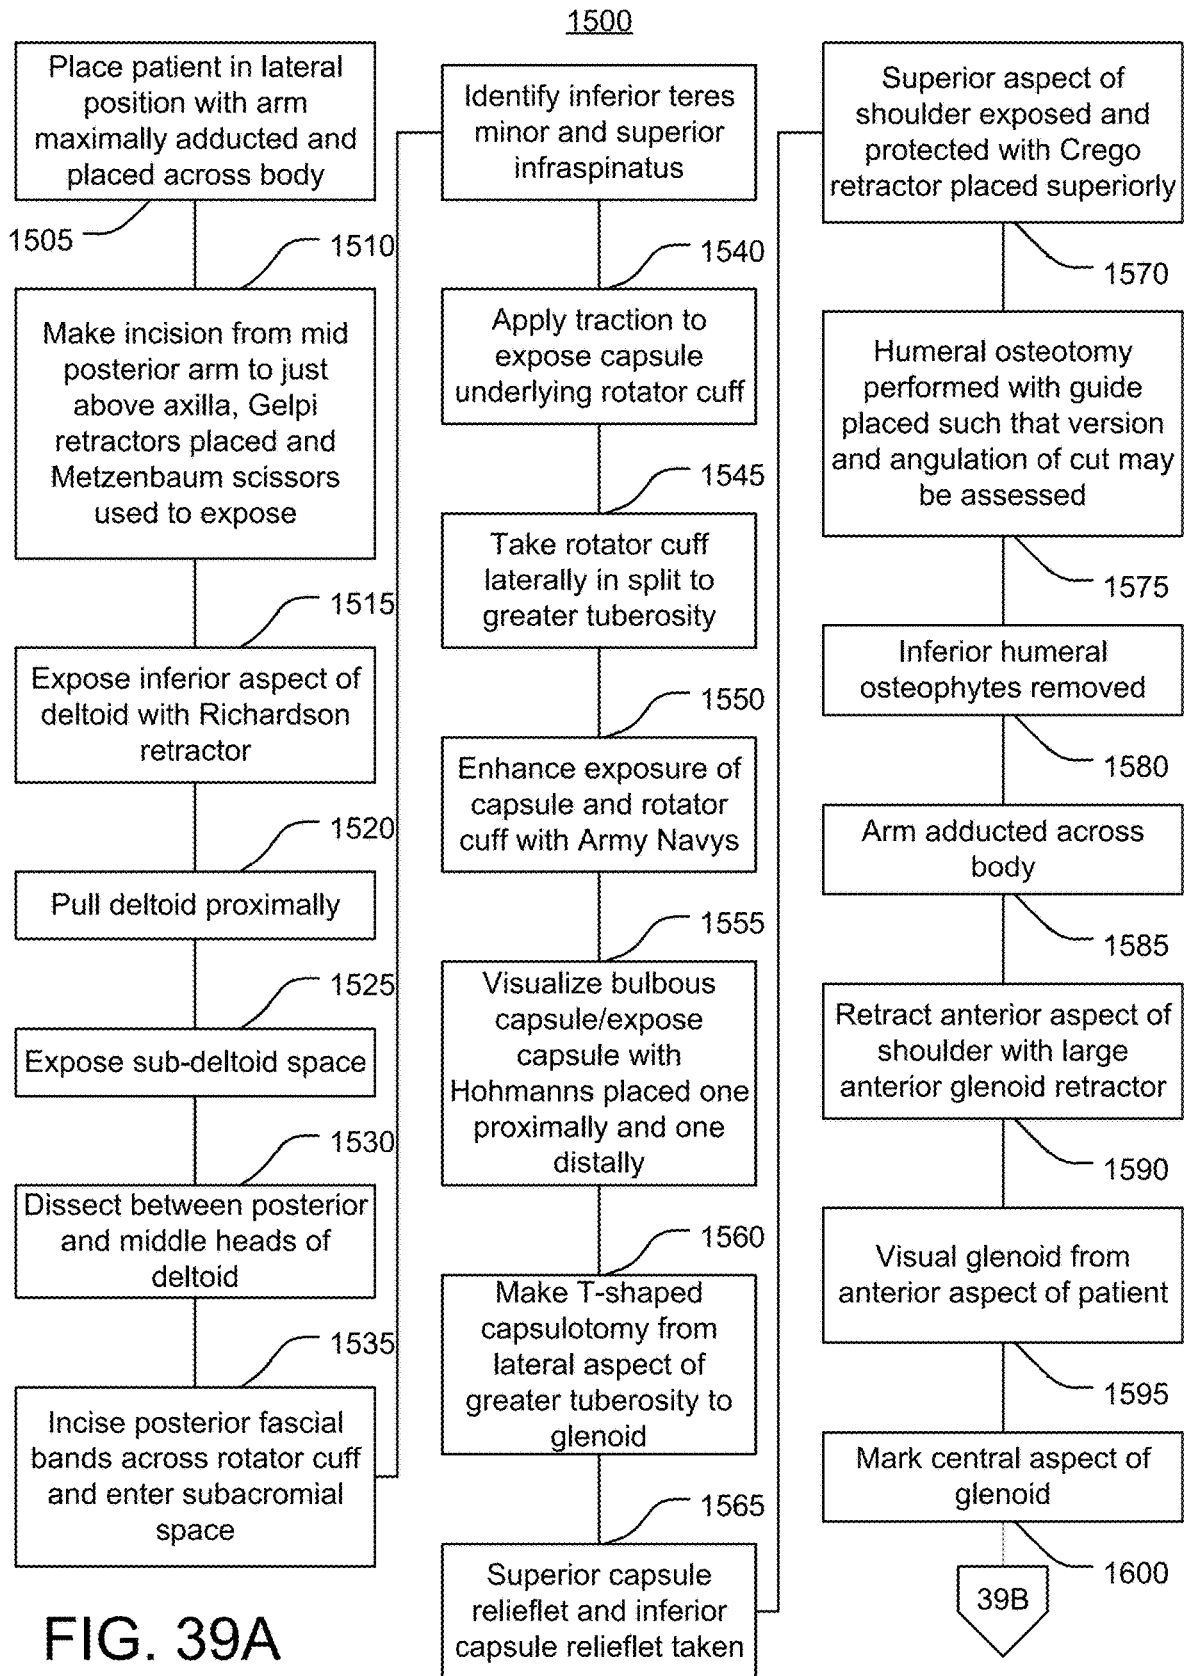 1500
Place patient in lateral
position with arm
maximally adducted and
placed across body
1505
1510
Make incision from mid
posterior arm to just
above axilla, Gelpi
retractors placed and
Metzenbaum scissors
used to expose
1515
Expose inferior aspect of
deltoid with Richardson
retractor
1520
Pull deltoid proximally
1525
Expose sub-deltoid space
1530
Dissect between posterior
and middle heads of
deltoid
1535
Incise posterior fascial
bands across rotator cuff
and enter subacromial
space
Identify inferior teres
minor and superior
infraspinatus
1540
Apply traction to
expose capsule
underlying rotator cuff
1545
Take rotator cuff
laterally in split to
greater tuberosity
1550
Enhance exposure of
capsule and rotator
cuff with Army Navys
1555
Visualize bulbous
capsule/expose
capsule with
Hohmanns placed one
proximally and one
distally
1560
Make T-shaped
capsulotomy from
lateral aspect of
greater tuberosity to
glenoid
1565
Superior capsule
relieflet and inferior
capsule relieflet taken
Superior aspect of
shoulder exposed and
protected with Crego
retractor placed superiorly
1570
Humeral osteotomy
performed with guide
placed such that version
and angulation of cut may
be assessed
1575
Inferior humeral
osteophytes removed
1580
Arm adducted across
body
1585
Retract anterior aspect of
shoulder with large
anterior glenoid retractor
1590
Visual glenoid from
anterior aspect of patient
1595
Mark central aspect of
glenoid
1600
39B
FIG. 39A